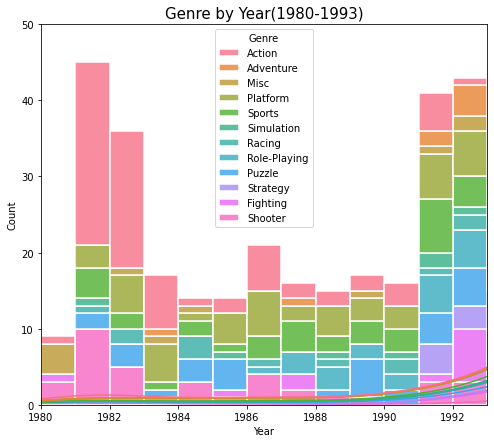 Genre by Year(1980-1993)
Genre
Action
Adventure
Misc
Platform
Sports
Simulation
Racing
Role-Playing
Puzzle
Strategy
Fighting
Shooter
Count
50
40
30
20
10
0
1980
1982
1984
1986
1988
1990
1992
Year